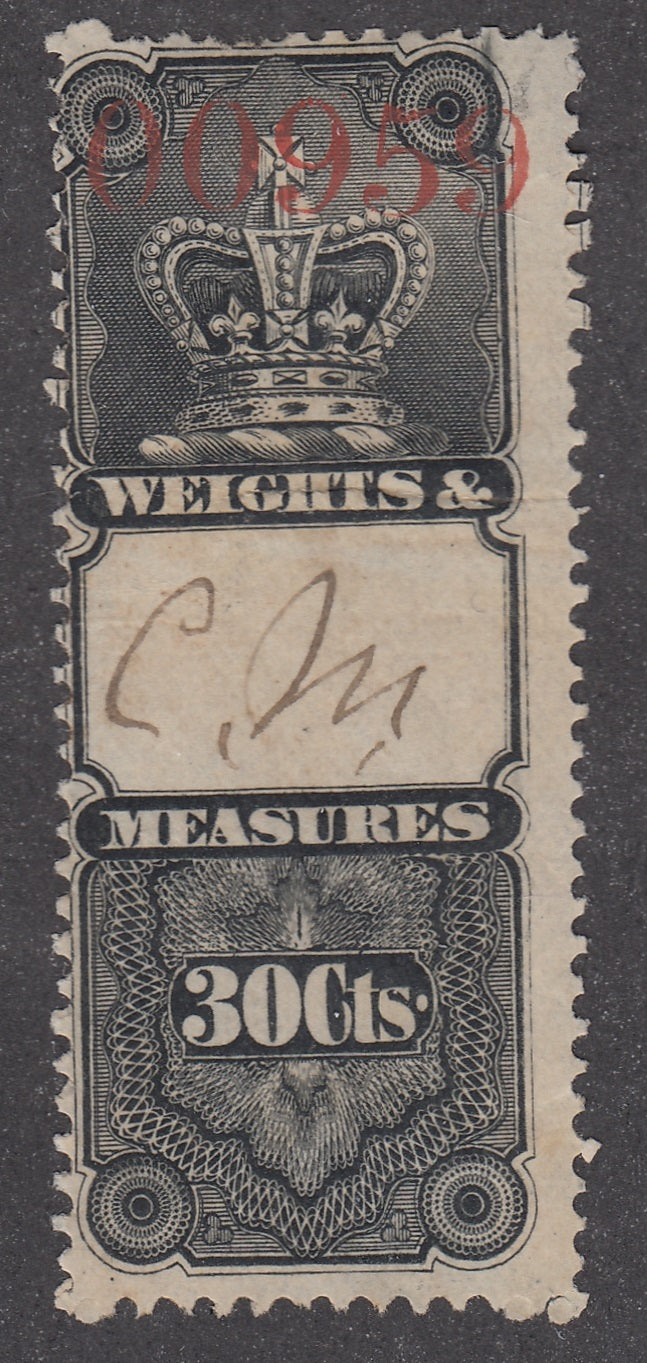 00959
WEIGHTS &
C. M.
MEASURES
30Cts.